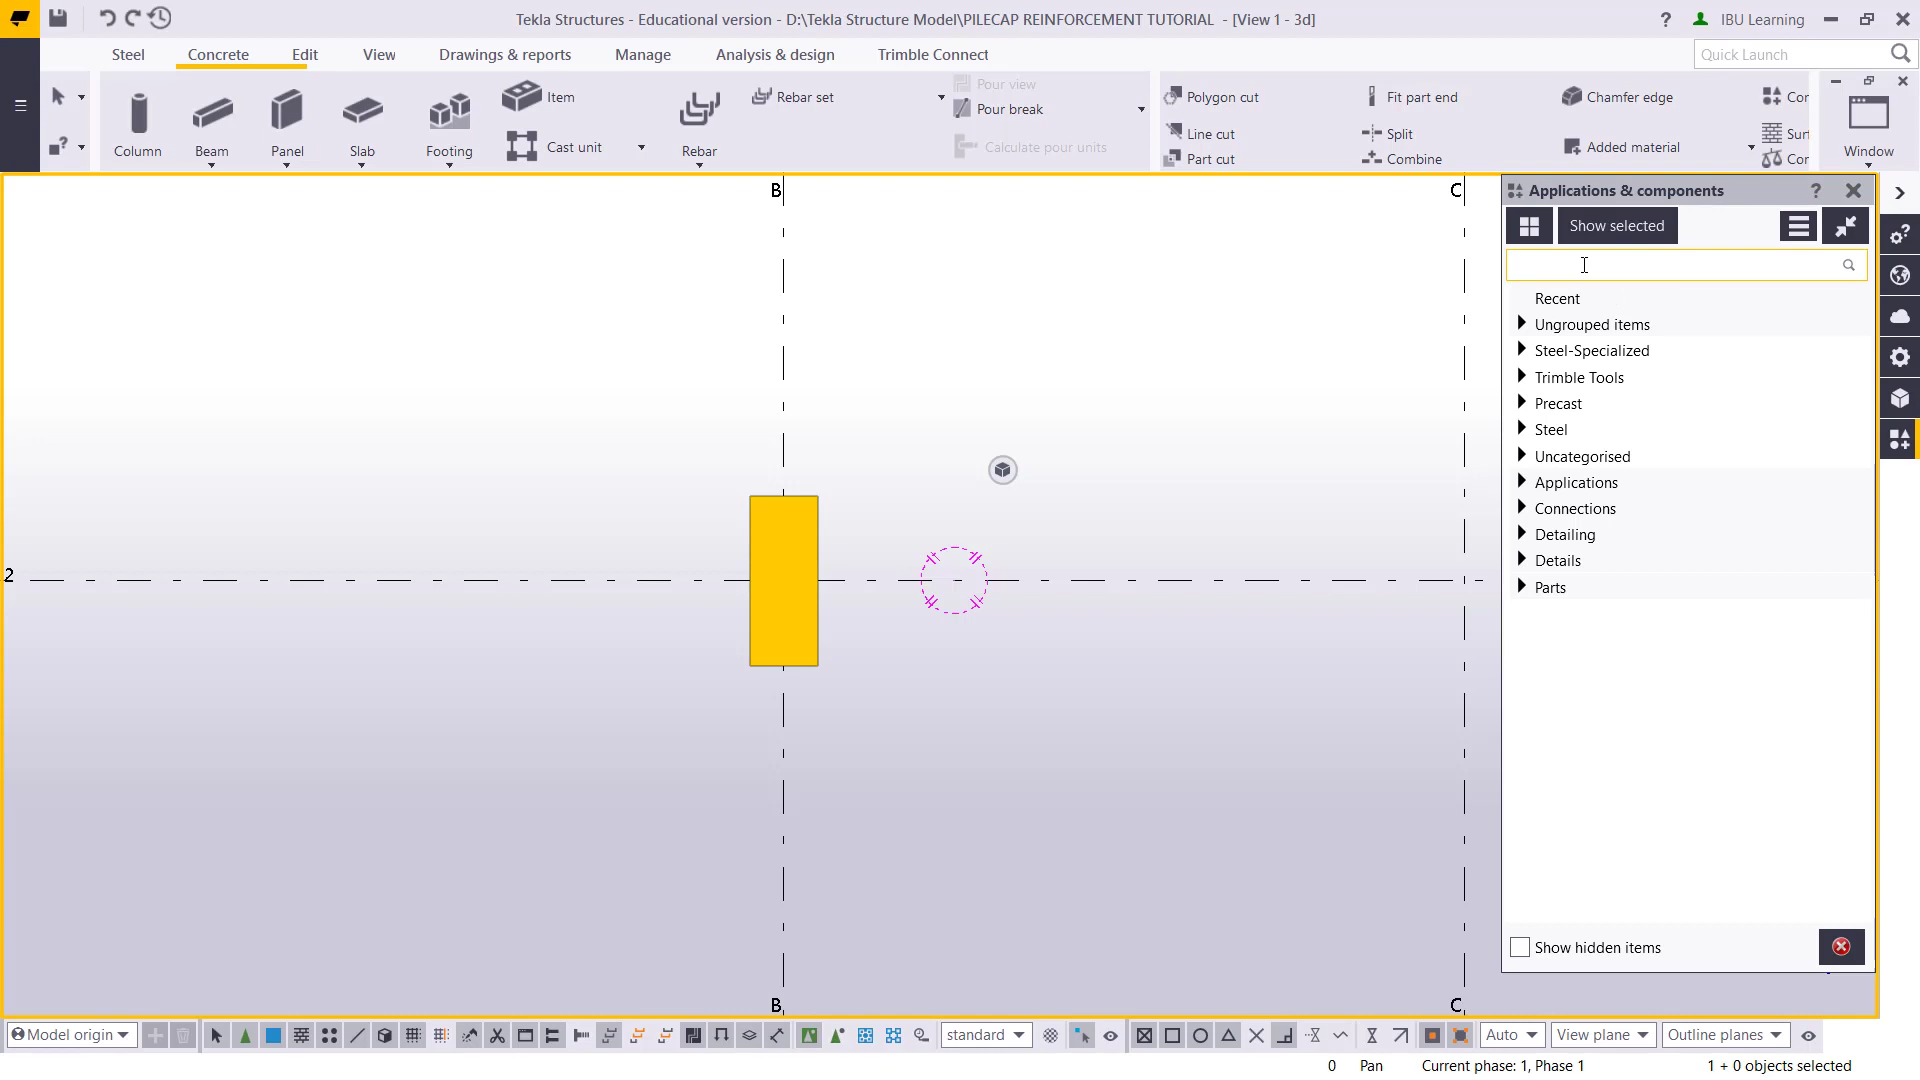 Tekla Structures - Educational version - D:\Tekla Structure Model\PILECAP REINFORCEMENT TUTORIAL - [View 1 - 3d]
? IBU Learning
Steel Concrete Edit View Drawings & reports Manage Analysis & design Trimble Connect
Quick Launch
Column
Beam
Panel
Slab
Footing
Item
Cast unit
Rebar
Rebar set
Pour view
Pour break
Calculate pour units
Polygon cut
Line cut
Part cut
Fit part end
Split
Combine
Chamfer edge
Added material
Cor
Surf
Cor
Window
B
C
2
B
C
Applications & components ?
Show selected
Recent
Ungrouped items
Steel-Specialized
Trimble Tools
Precast
Steel
Uncategorised
Applications
Connections
Detailing
Details
Parts
Show hidden items
Model origin
standard
Auto
View plane
Outline planes
0 Pan Current phase: 1, Phase 1 1 + 0 objects selected